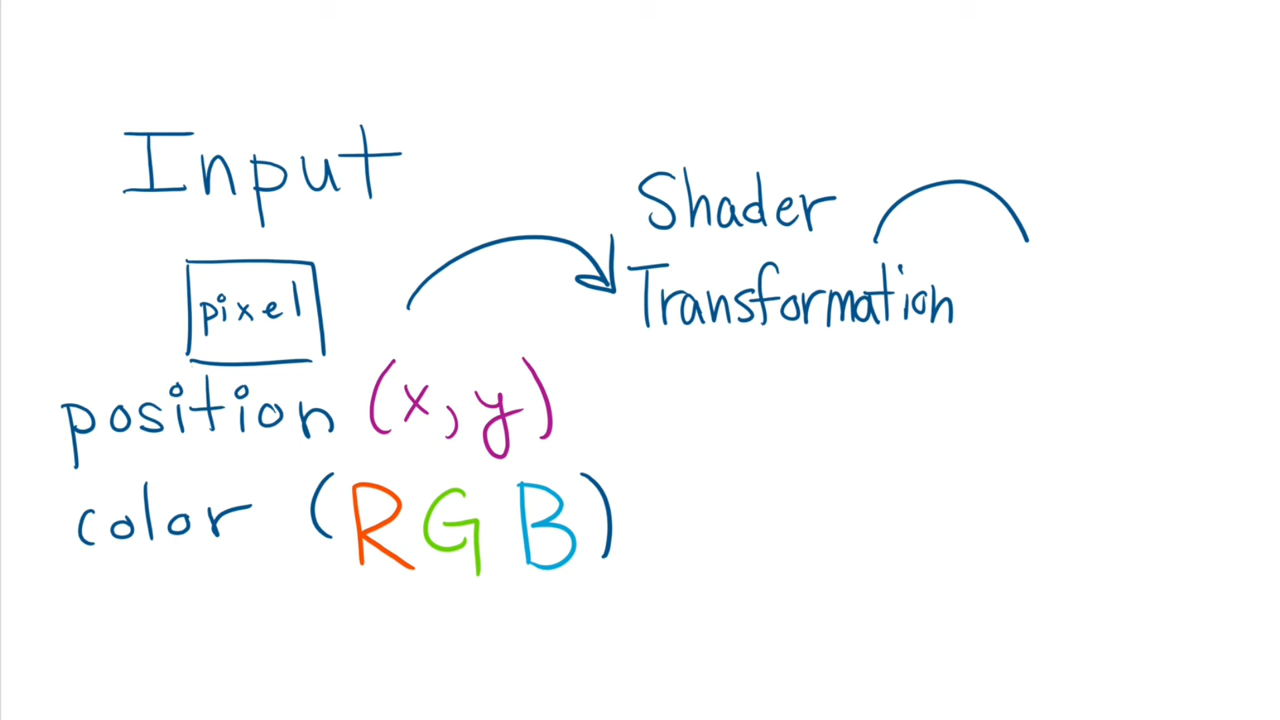 Input
pixel
position (x,y)
color (RGB)
Shader
Transformation